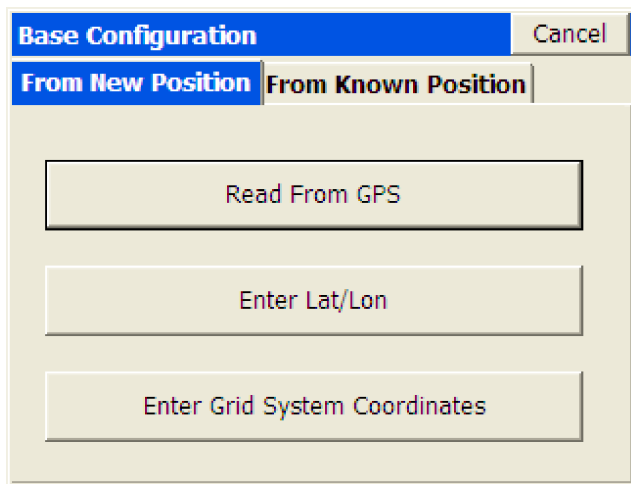 Base Configuration Cancel
From New Position From Known Position
Read From GPS
Enter Lat/Lon
Enter Grid System Coordinates